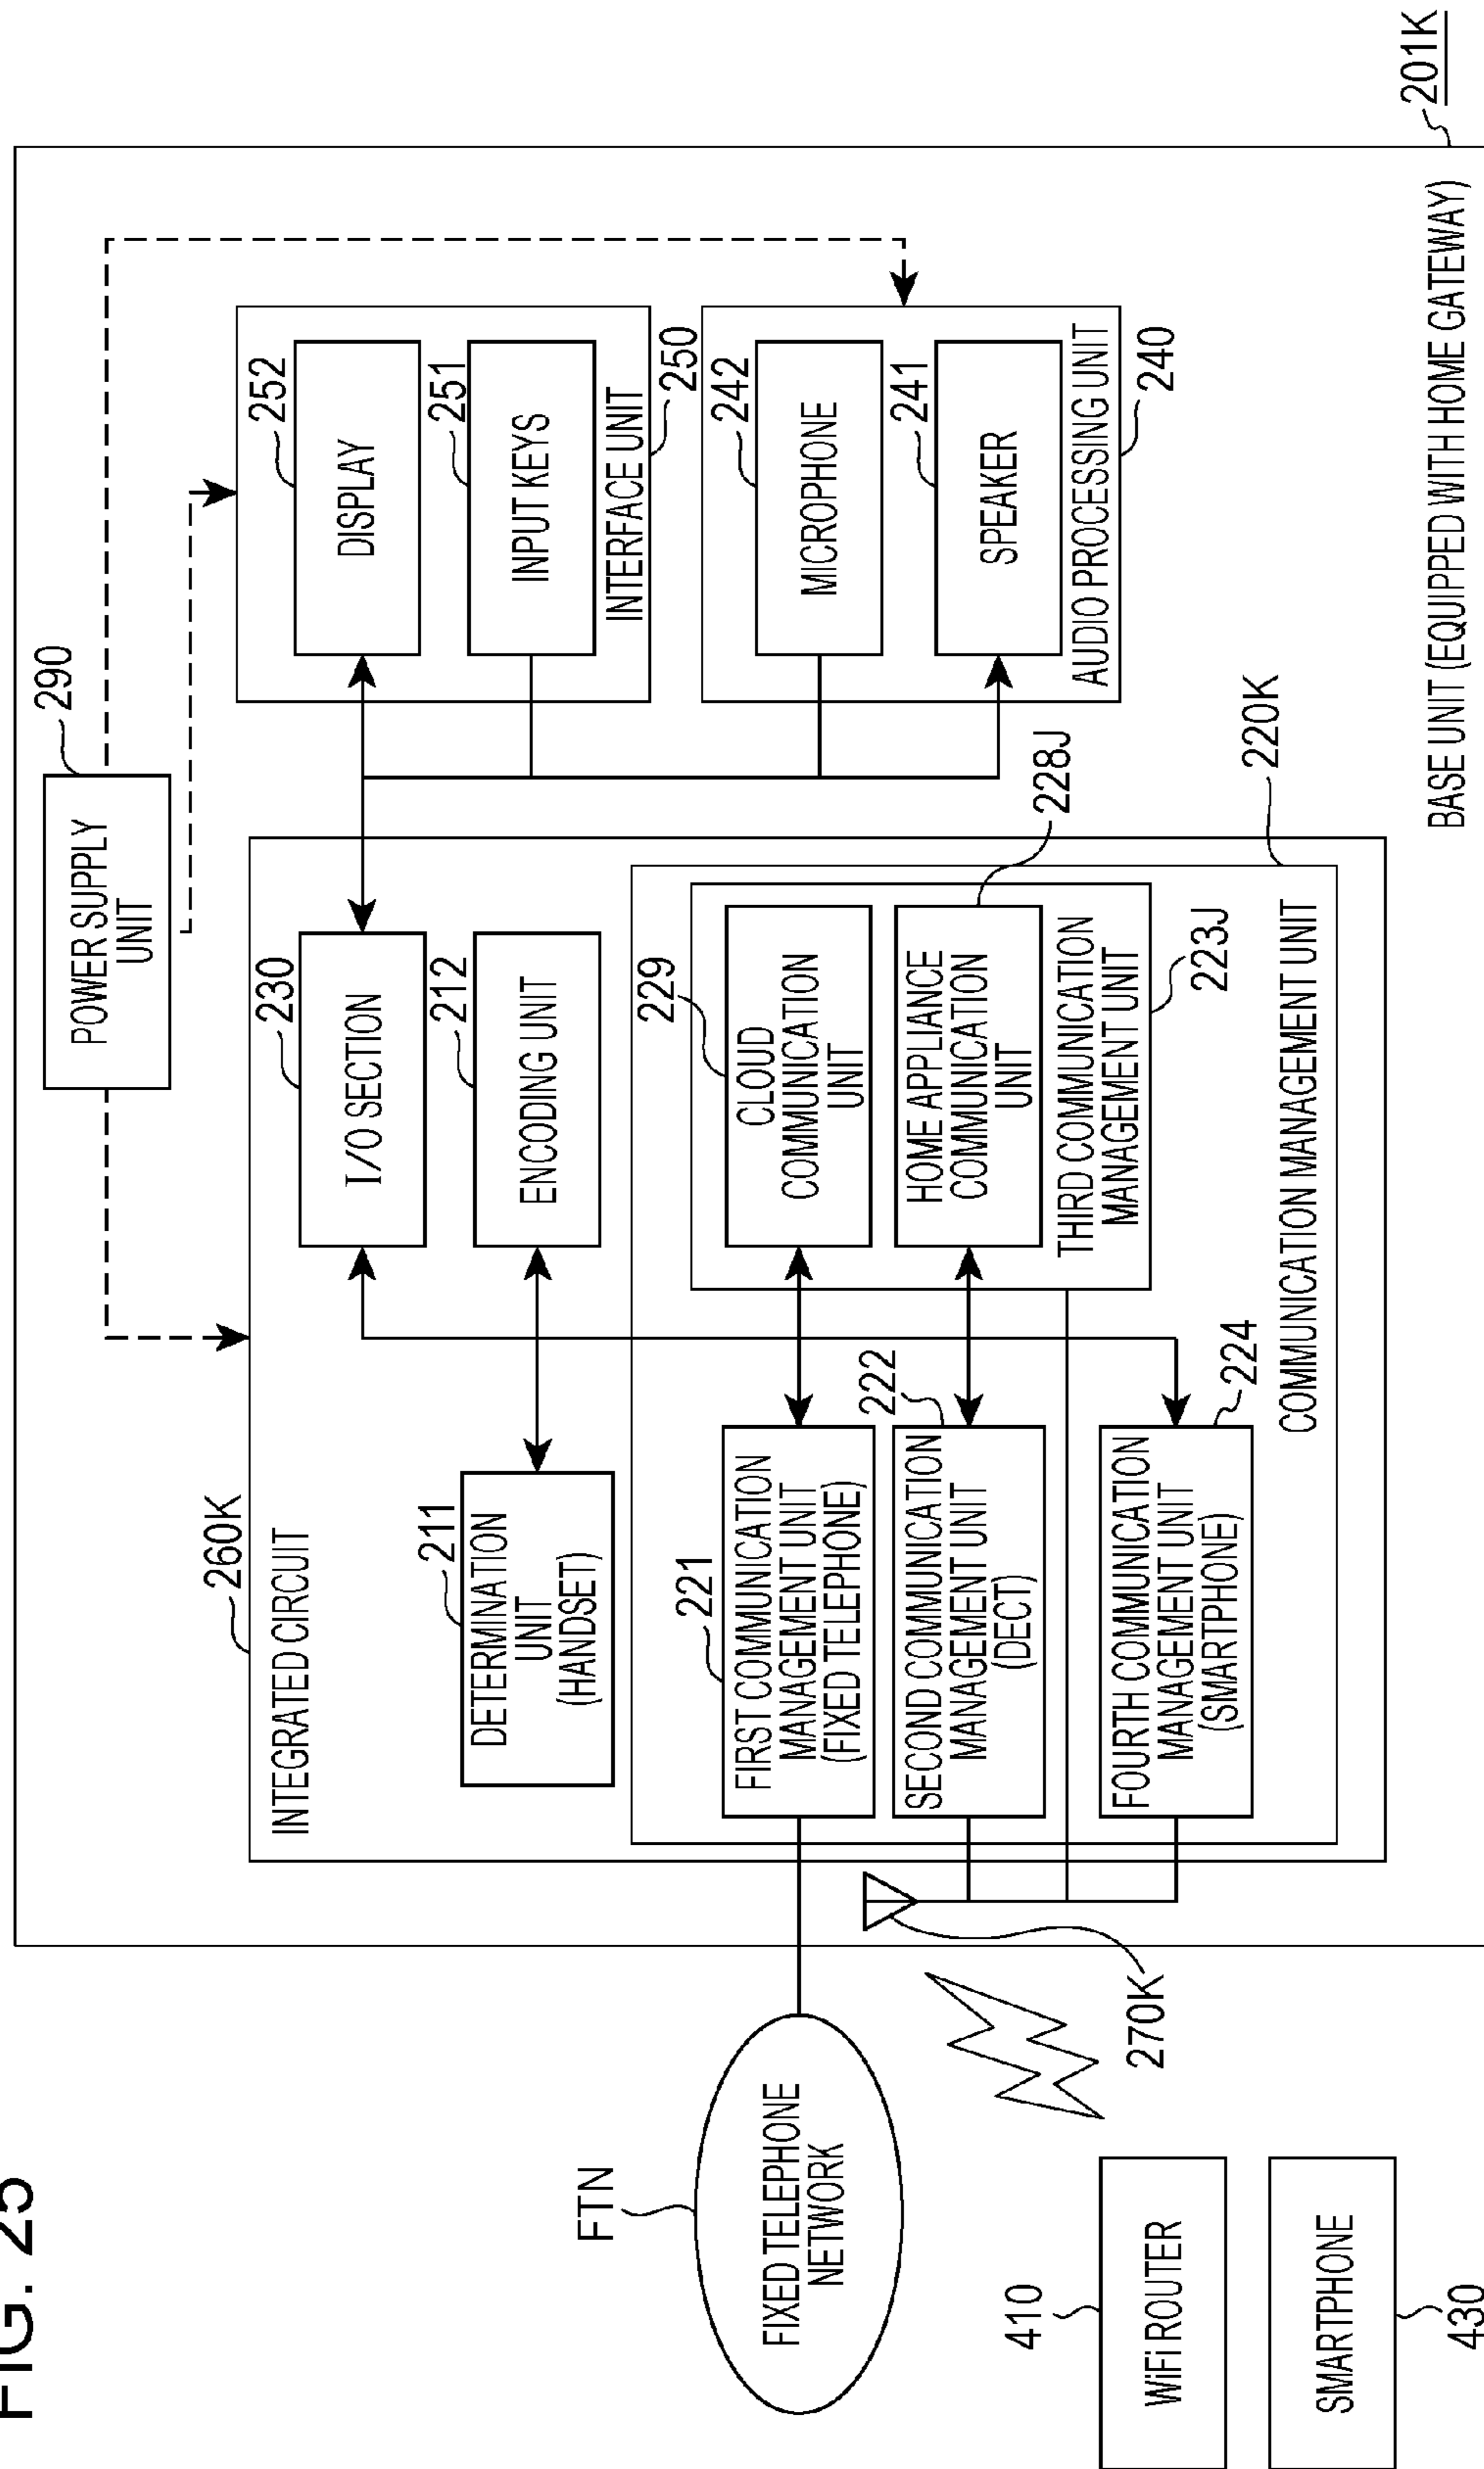 FIG. 25
POWER SUPPLY
UNIT
290
260K
INTEGRATED CIRCUIT
211
DETERMINATION
UNIT
(HANDSET)
230
I/O SECTION
212
ENCODING UNIT
252
DISPLAY
251
INPUT KEYS
INTERFACE UNIT
250
242
MICROPHONE
241
SPEAKER
AUDIO PROCESSING UNIT
240
FTN
FIXED TELEPHONE
NETWORK
221
FIRST COMMUNICATION
MANAGEMENT UNIT
(FIXED TELEPHONE)
222
SECOND COMMUNICATION
MANAGEMENT UNIT
(DECT)
FOURTH COMMUNICATION
MANAGEMENT UNIT
(SMARTPHONE)
224
229
CLOUD
COMMUNICATION
UNIT
228J
HOME APPLIANCE
COMMUNICATION
UNIT
THIRD COMMUNICATION
MANAGEMENT UNIT
223J
COMMUNICATION MANAGEMENT UNIT
220K
270K
410
WiFi ROUTER
SMARTPHONE
430
BASE UNIT (EQUIPPED WITH HOME GATEWAY)
201K